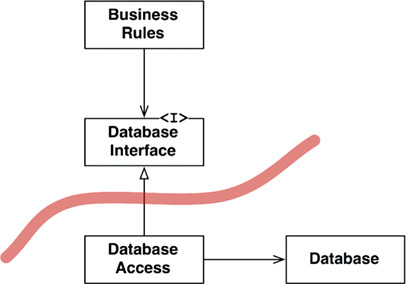 Business
Rules
<I>
Database
Interface
Database
Access
Database